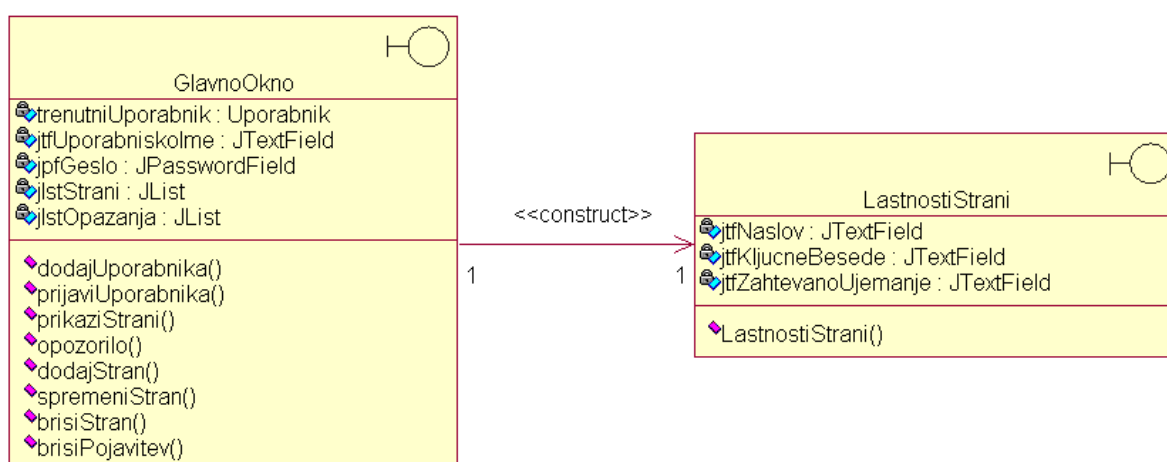 GlavnoOkno
trenutniUporabnik : Uporabnik
jtfUporabniskoIme : JTextField
jpfGeslo : JPasswordField
jlstStrani : JList
jlstOpazanja : JList
dodajUporabnika()
prijaviUporabnika()
prikaziStrani()
opozorilo()
dodajStran()
spremeniStran()
brisiStran()
brisiPojavitev()
<<construct>>
1
1
LastnostiStrani
jtfNaslov : JTextField
jtfKljucneBesede : JTextField
jtfZahtevanoUjemanje : JTextField
LastnostiStrani()